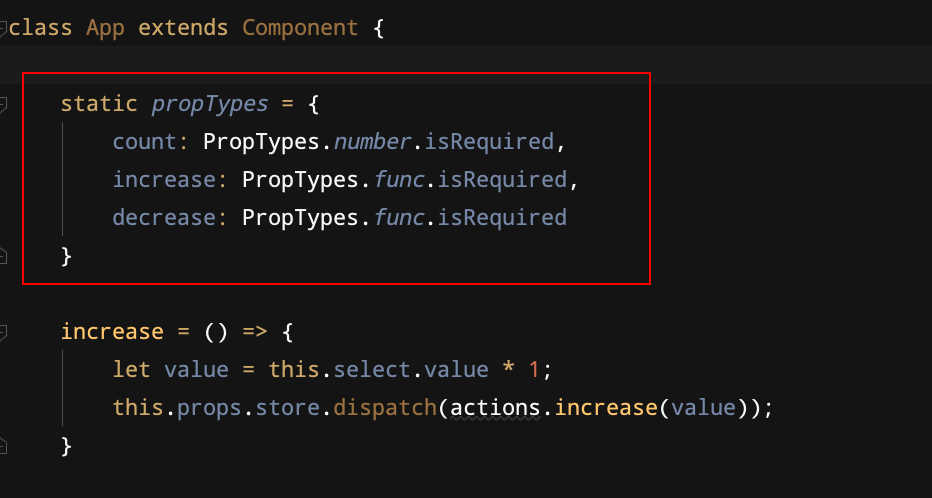 class App extends Component {
static propTypes = {
count: PropTypes.number.isRequired,
increase: PropTypes.func.isRequired,
decrease: PropTypes.func.isRequired
}
increase = () => {
let value = this.select.value * 1;
this.props.store.dispatch(actions.increase(value));
}